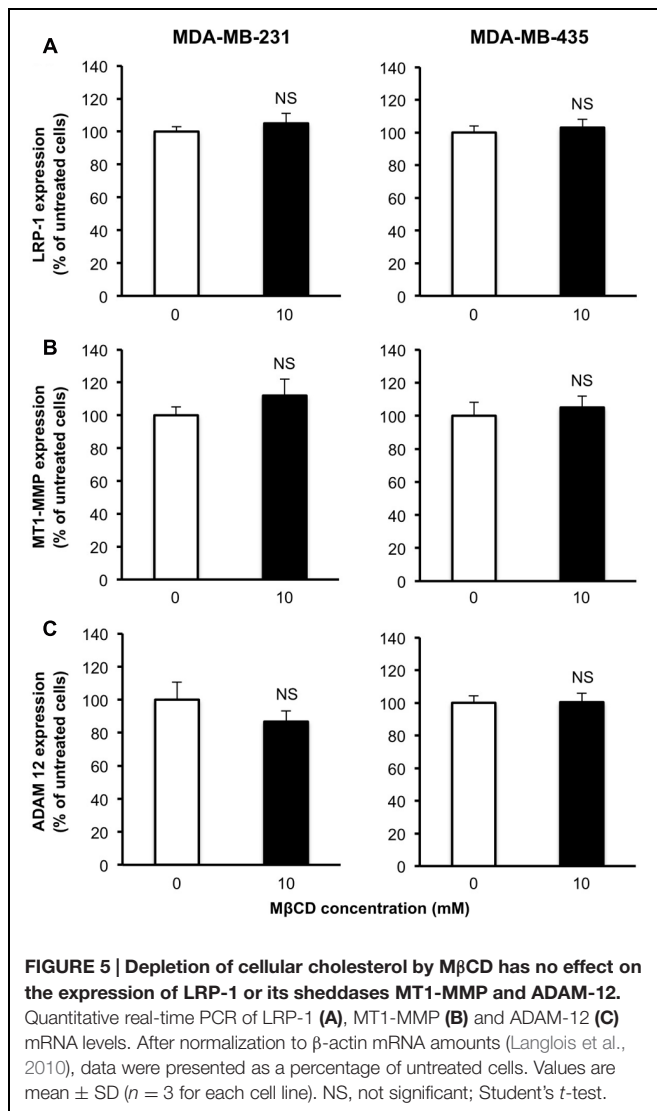 MDA-MB-231
MDA-MB-435
A
LRP-1 expression
(% of untreated cells)
140
120
100
80
60
40
20
0
NS
0
10
140
120
100
80
60
40
20
0
NS
0
10
B
MT1-MMP expression
(% of untreated cells)
140
120
100
80
60
40
20
0
NS
0
10
140
120
100
80
60
40
20
0
NS
0
10
C
ADAM 12 expression
(% of untreated cells)
140
120
100
80
60
40
20
0
NS
0
10
140
120
100
80
60
40
20
0
NS
0
10
MβCD concentration (mM)
FIGURE 5 | Depletion of cellular cholesterol by MβCD has no effect on
the expression of LRP-1 or its sheddases MT1-MMP and ADAM-12.
Quantitative real-time PCR of LRP-1 (A), MT1-MMP (B) and ADAM-12 (C)
mRNA levels. After normalization to β-actin mRNA amounts (Langlois et al.,
2010), data were presented as a percentage of untreated cells. Values are
mean ± SD (n = 3 for each cell line). NS, not significant; Student's t-test.